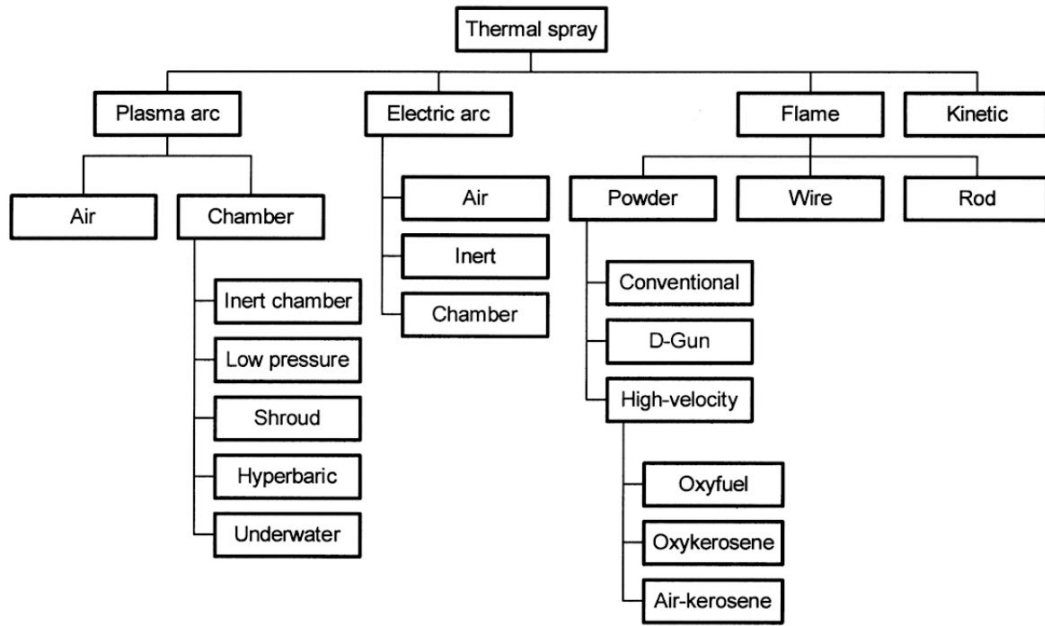 Thermal spray
Plasma arc
Electric arc
Flame
Kinetic
Air
Chamber
Inert chamber
Low pressure
Shroud
Hyperbaric
Underwater
Air
Inert
Chamber
Powder
Wire
Rod
Conventional
D-Gun
High-velocity
Oxyfuel
Oxykerosene
Air-kerosene